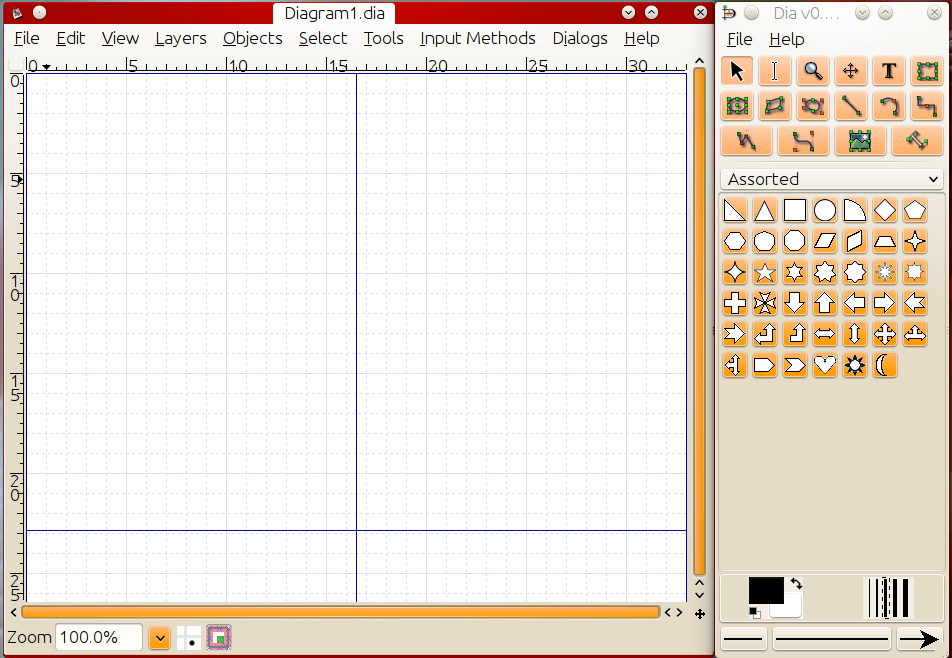 Diagram1.dia
File Edit View Layers Objects Select Tools Input Methods Dialogs Help
0 5 10 15 20 25 30
0
5
10
15
20
25
Zoom 100.0%
Dia v0....
File Help
T
Assorted